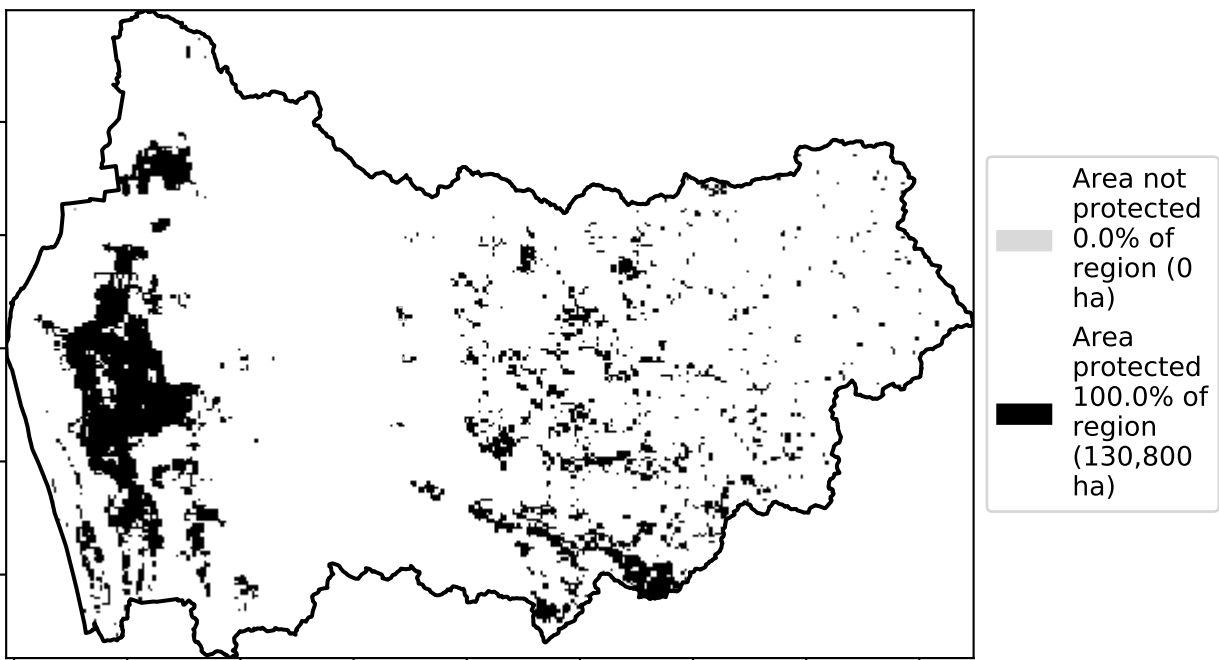 Area not
protected
0.0% of
region (0
ha)
Area
protected
100.0% of
region
(130,800
ha)